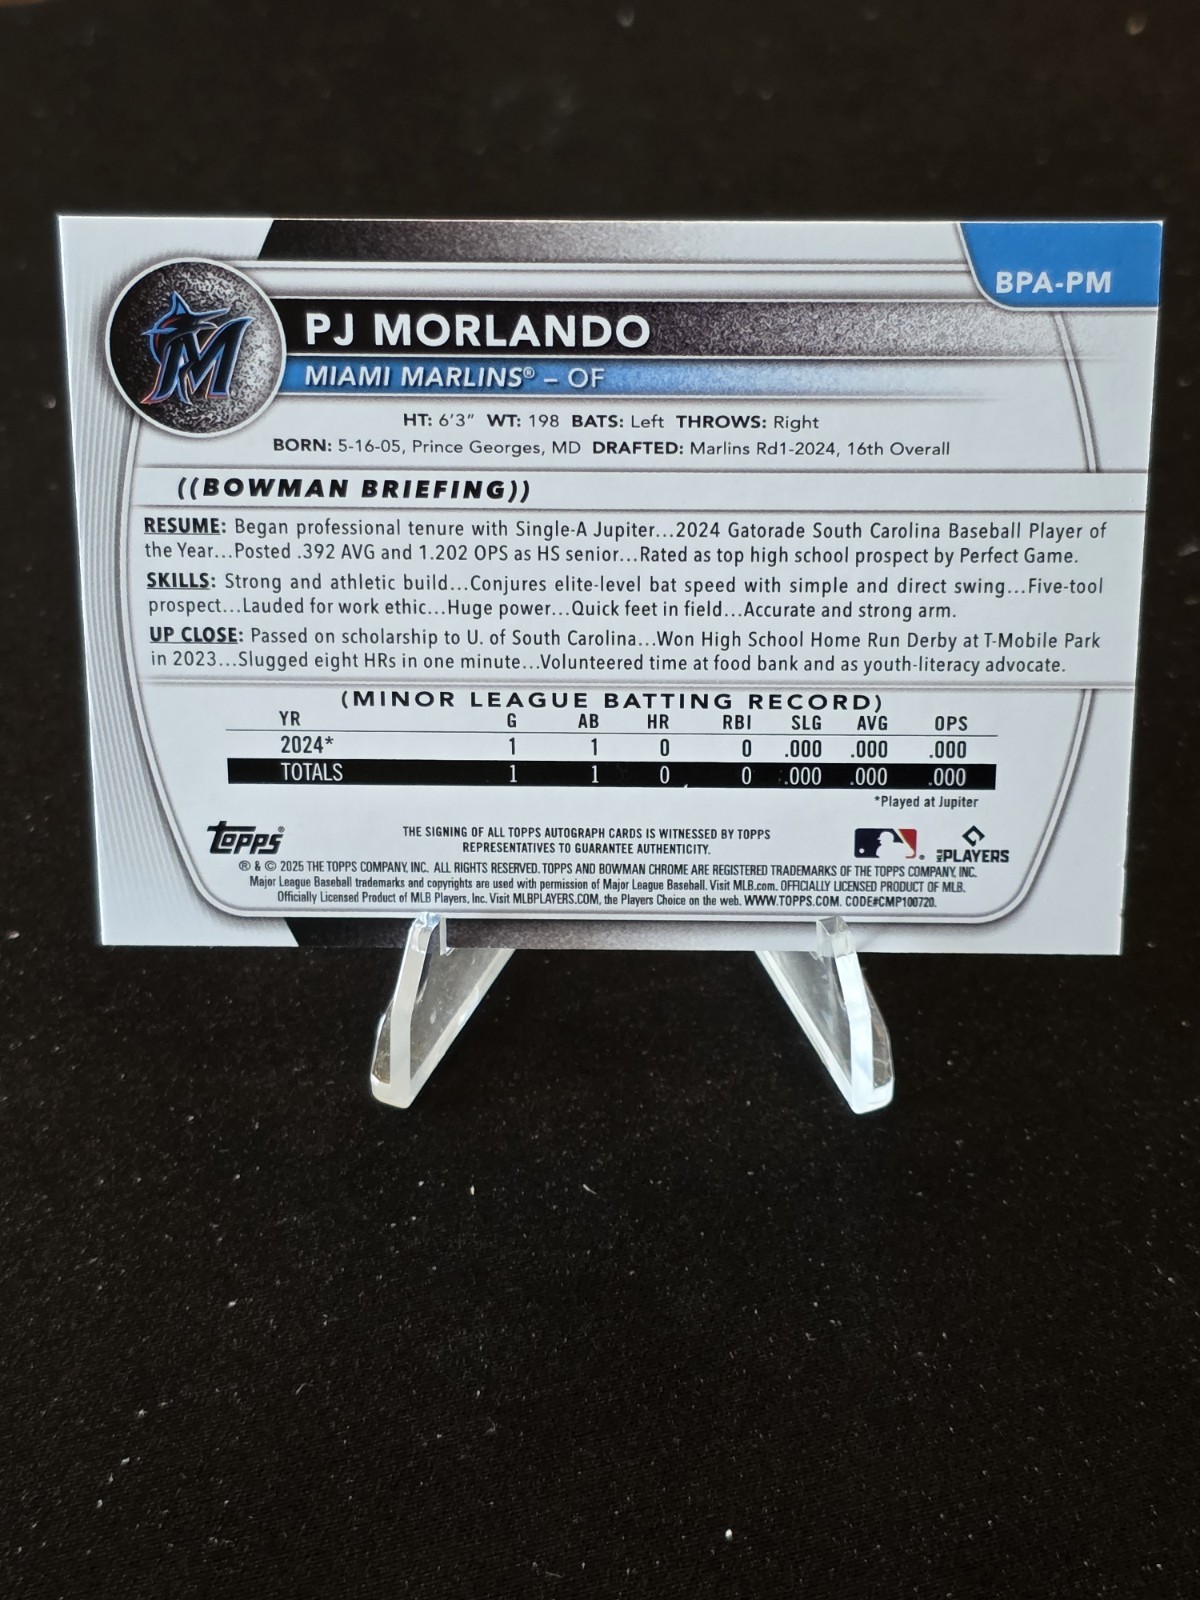 BPA-PM
PJ MORLANDO
MIAMI MARLINS® – OF
HT: 6'3" WT: 198 BATS: Left THROWS: Right
BORN: 5-16-05, Prince Georges, MD DRAFTED: Marlins Rd1-2024, 16th Overall
((BOWMAN BRIEFING))
RESUME: Began professional tenure with Single-A Jupiter...2024 Gatorade South Carolina Baseball Player of
the Year...Posted .392 AVG and 1.202 OPS as HS senior...Rated as top high school prospect by Perfect Game.
SKILLS: Strong and athletic build...Conjures elite-level bat speed with simple and direct swing...Five-tool
prospect...Lauded for work ethic...Huge power...Quick feet in field...Accurate and strong arm.
UP CLOSE: Passed on scholarship to U. of South Carolina...Won High School Home Run Derby at T-Mobile Park
in 2023...Slugged eight HRs in one minute...Volunteered time at food bank and as youth-literacy advocate.
(MINOR LEAGUE BATTING RECORD)
YR G AB HR RBI SLG AVG OPS
2024* 1 1 0 0 .000 .000 .000
TOTALS 1 1 0 0 .000 .000 .000
*Played at Jupiter
topps®
THE SIGNING OF ALL TOPPS AUTOGRAPH CARDS IS WITNESSED BY TOPPS
REPRESENTATIVES TO GUARANTEE AUTHENTICITY.
MLB PLAYERS
® & © 2025 THE TOPPS COMPANY, INC. ALL RIGHTS RESERVED. TOPPS AND BOWMAN CHROME ARE REGISTERED TRADEMARKS OF THE TOPPS COMPANY, INC.
Major League Baseball trademarks and copyrights are used with permission of Major League Baseball. Visit MLB.com. OFFICIALLY LICENSED PRODUCT OF MLB.
Officially Licensed Product of MLB Players, Inc. Visit MLBPLAYERS.COM, the Players Choice on the web. WWW.TOPPS.COM. CODE#CMP100720.